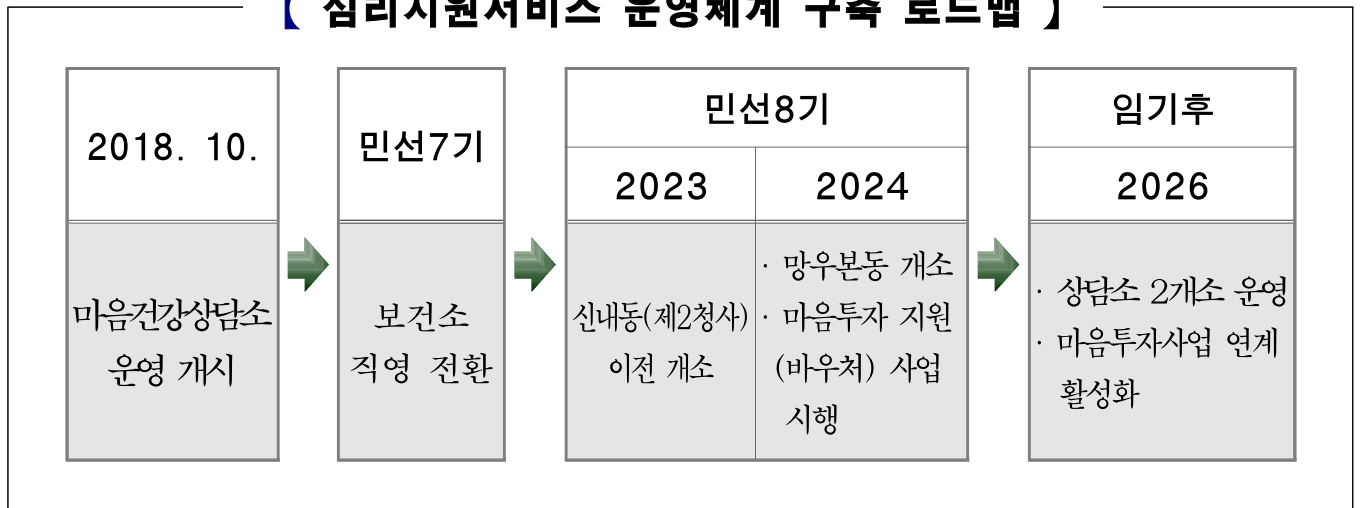 【 심리지원서비스 운영체계 구축 로드맵 】
2018. 10.
마음건강상담소
운영 개시
민선7기
보건소
직영 전환
민선8기
2023
신내동(제2청사)
이전 개소
2024
· 망우본동 개소
· 마음투자 지원
(바우처) 사업
시행
임기후
2026
· 상담소 2개소 운영
· 마음투자사업 연계
활성화